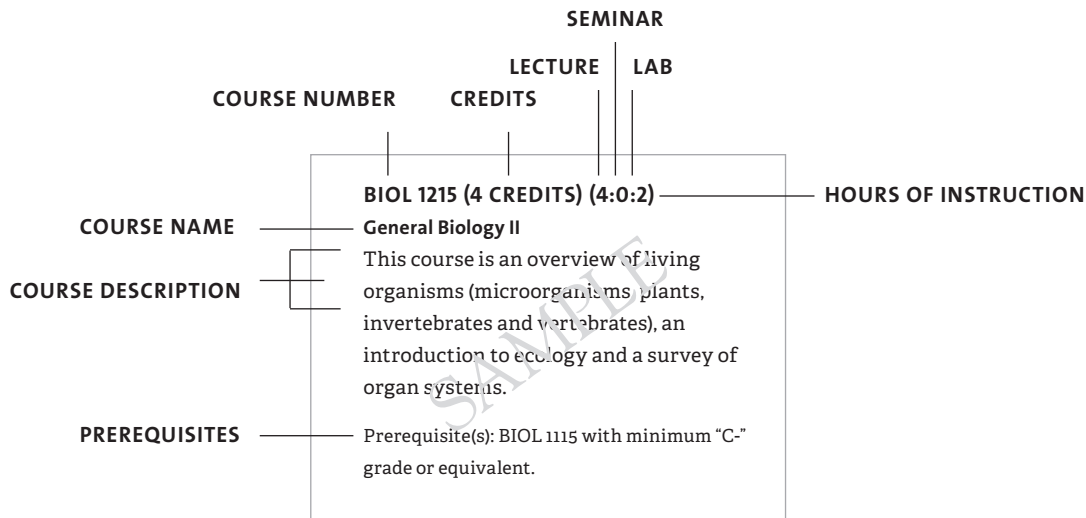 SEMINAR
LECTURE LAB
COURSE NUMBER CREDITS
BIOL 1215 (4 CREDITS) (4:0:2) HOURS OF INSTRUCTION
COURSE NAME General Biology II
This course is an overview of living
COURSE DESCRIPTION organisms (microorganisms, plants,
invertebrates and vertebrates), an
introduction to ecology and a survey of
organ systems.
SAMPLE
PREREQUISITES Prerequisite(s): BIOL 1115 with minimum “C-”
grade or equivalent.